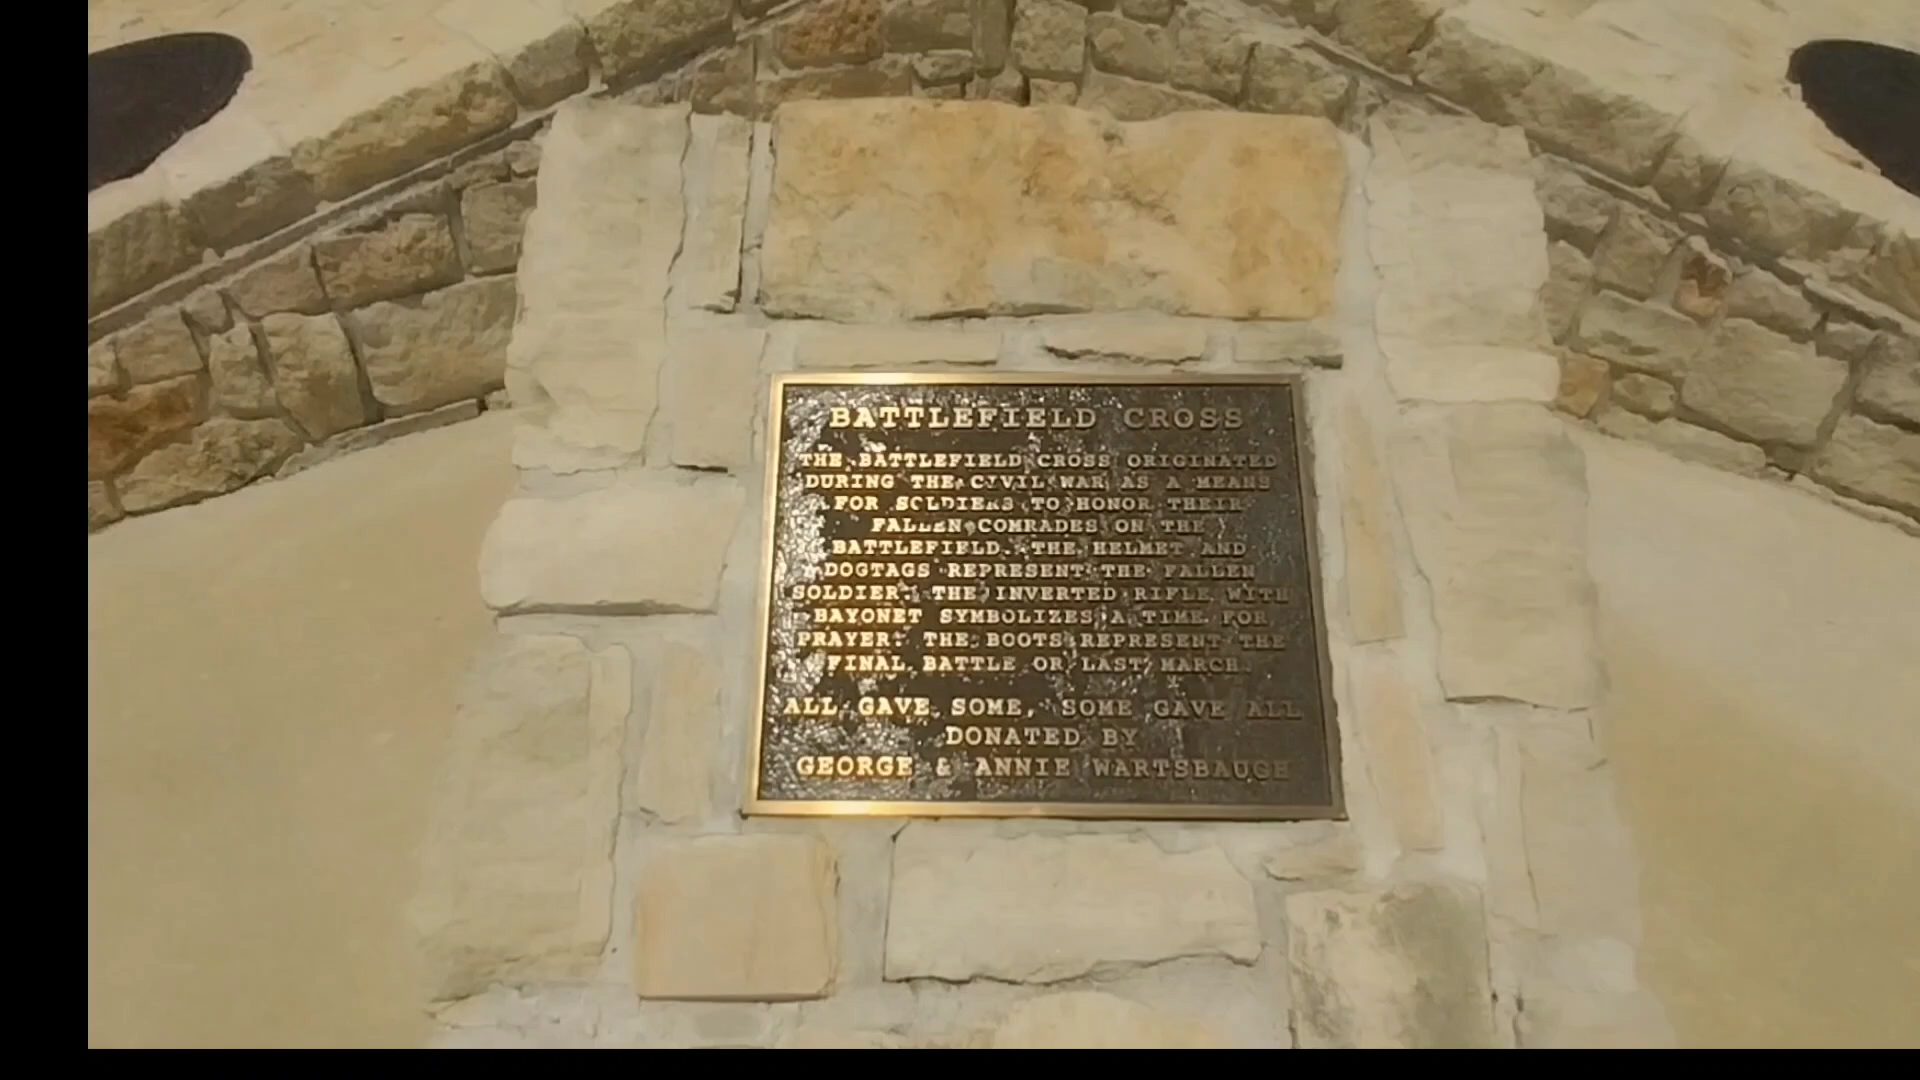 BATTLEFIELD CROSS
THE BATTLEFIELD CROSS ORIGINATED
DURING THE CIVIL WAR AS A MEANS
FOR SOLDIERS TO HONOR THEIR
FALLEN COMRADES ON THE
BATTLEFIELD. THE HELMET AND
DOGTAGS REPRESENT THE FALLEN
SOLDIER. THE INVERTED RIFLE WITH
BAYONET SYMBOLIZES A TIME FOR
PRAYER. THE BOOTS REPRESENT THE
FINAL BATTLE OR LAST MARCH.
ALL GAVE SOME, SOME GAVE ALL
DONATED BY
GEORGE & ANNIE WARTSBAUGH